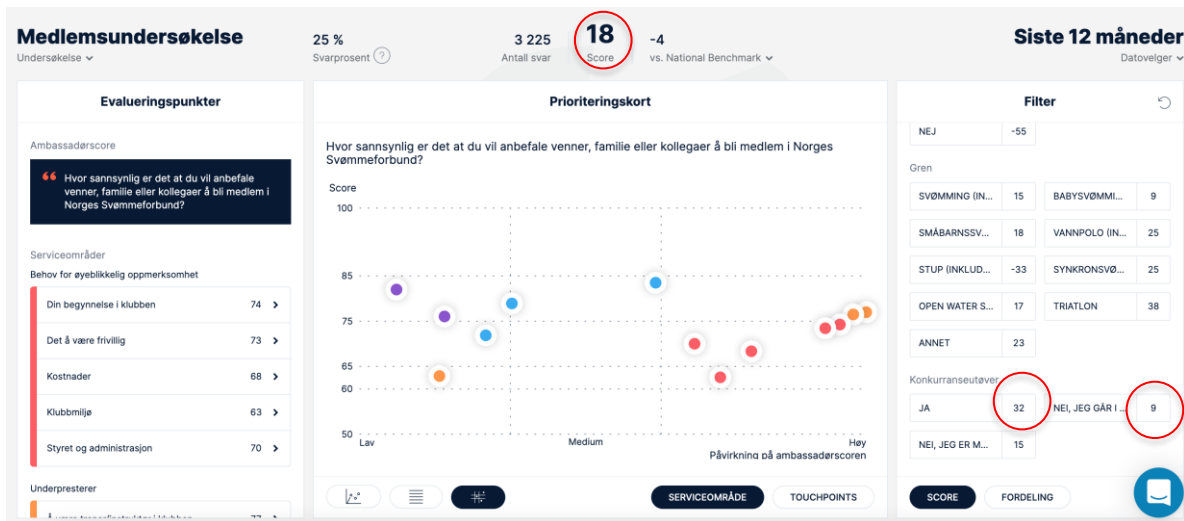 Medlemsundersøkelse
Undersøkelse
25 %
Svarprosent ?
3 225
Antall svar
18
Score
-4
vs. National Benchmark
Siste 12 måneder
Datovelger
Evalueringspunkter
Ambassadørscore
Hvor sannsynlig er det at du vil anbefale
venner, familie eller kollegaer å bli medlem i
Norges Svømmeforbund?
Serviceområder
Behov for øyeblikkelig oppmerksomhet
Din begynnelse i klubben 74
Det å være frivillig 73
Kostnader 68
Klubbmiljø 63
Styret og administrasjon 70
Underpresterer
Prioriteringskort
Hvor sannsynlig er det at du vil anbefale venner, familie eller kollegaer å bli medlem i Norges
Svømmeforbund?
Score
100
85
75
65
60
50
Lav
Medium
Høy
Påvirkning på ambassadørscoren
SERVICEOMRÅDE
TOUCHPOINTS
Filter
NEJ -55
Gren
SVØMMING (IN... 15
BABYSVØMMI... 9
SMÅBARNSSV... 18
VANNPOLO (IN... 25
STUP (INKLUD... -33
SYNKRONSVØ... 25
OPEN WATER S... 17
TRIATLON 38
ANNET 23
Konkurranseutøver
JA 32
NEI, JEG GÅR I ... 9
NEI, JEG ER M... 15
SCORE
FORDELING